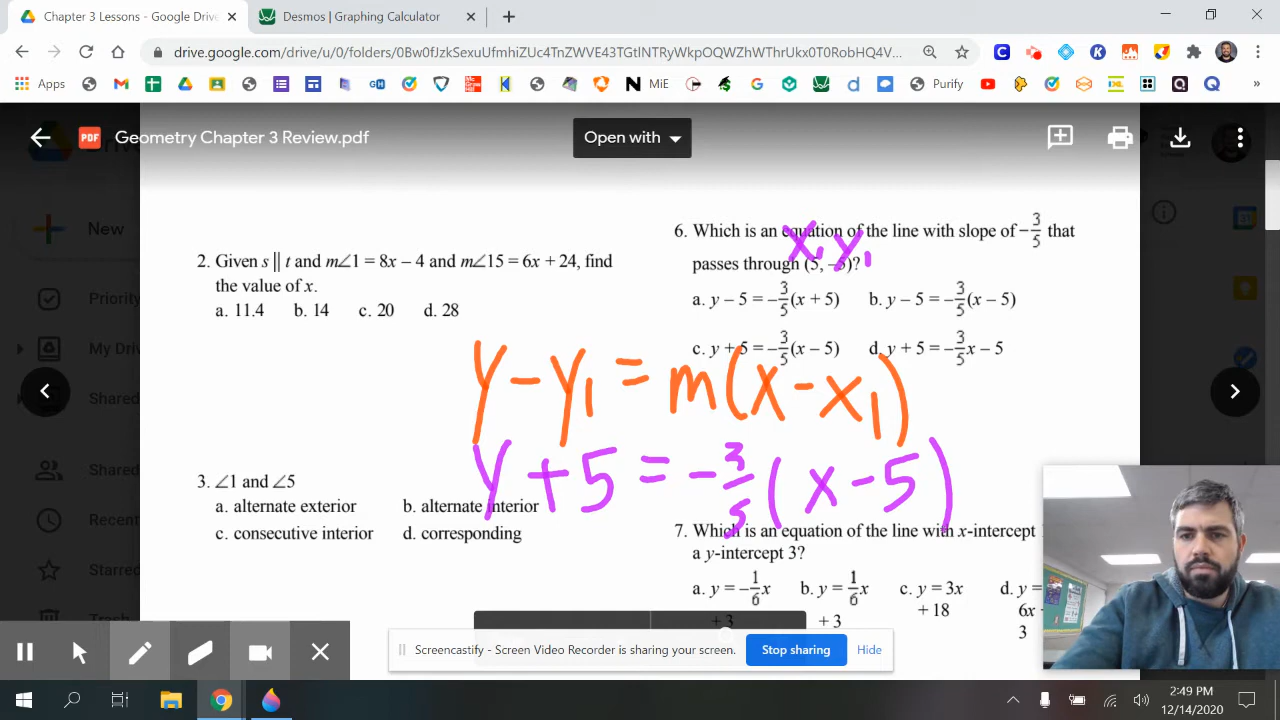 Chapter 3 Lessons - Google Drive
Desmos | Graphing Calculator
drive.google.com/drive/u/0/folders/0Bw0fJzkSexuUfmhiZUc4TnZWVE43TGtlNTRyWkpOQWZhWThrUkx0T0RobHQ4V...
Apps
MiE
Purify
Geometry Chapter 3 Review.pdf
Open with
New
Priority
My Driv
Shared
Shared
Recent
Starred
Trash
2. Given s || t and m∠1 = 8x – 4 and m∠15 = 6x + 24, find
the value of x.
a. 11.4 b. 14 c. 20 d. 28
3. ∠1 and ∠5
a. alternate exterior b. alternate interior
c. consecutive interior d. corresponding
6. Which is an equation of the line with slope of –3/5 that
passes through (5, –5)?
x₁ y₁
a. y – 5 = –3/5(x + 5) b. y – 5 = –3/5(x – 5)
c. y + 5 = –3/5(x – 5) d. y + 5 = –3/5x – 5
y – y₁ = m(x – x₁)
y + 5 = –3/5(x – 5)
7. Which is an equation of the line with x-intercept
a y-intercept 3?
a. y = –1/6x + 3 b. y = 1/6x + 3 c. y = 3x + 18 d. y = 6x
3
Screencastify - Screen Video Recorder is sharing your screen.
Stop sharing
Hide
2:49 PM
12/14/2020